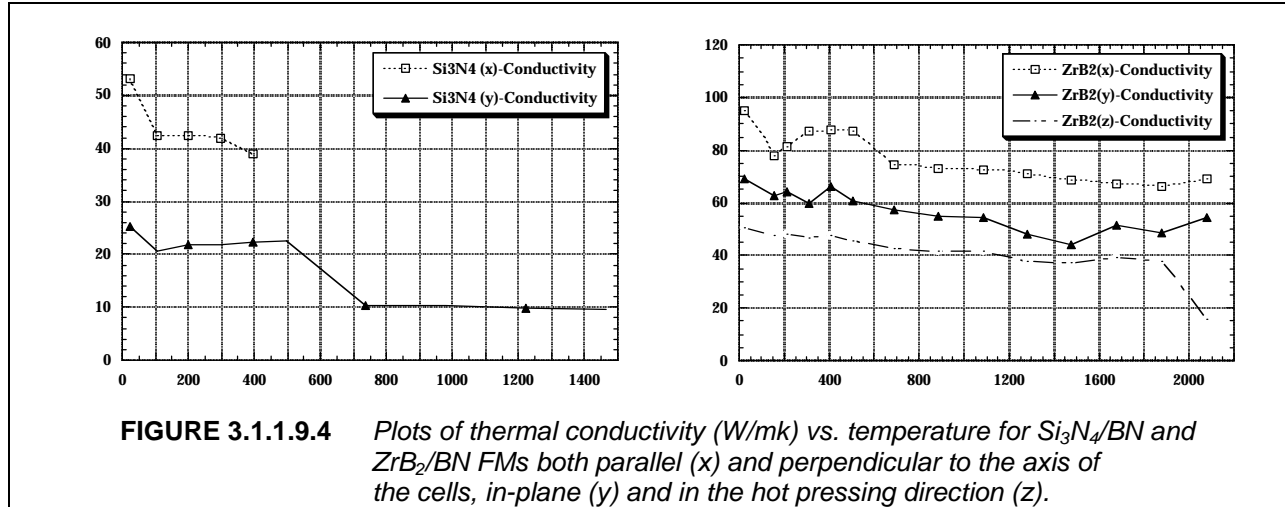 60
50
40
30
20
10
0
0 200 400 600 800 1000 1200 1400
Si3N4 (x)-Conductivity
Si3N4 (y)-Conductivity
120
100
80
60
40
20
0
0 400 800 1200 1600 2000
ZrB2(x)-Conductivity
ZrB2(y)-Conductivity
ZrB2(z)-Conductivity
FIGURE 3.1.1.9.4 Plots of thermal conductivity (W/mk) vs. temperature for Si₃N₄/BN and
ZrB₂/BN FMs both parallel (x) and perpendicular to the axis of
the cells, in-plane (y) and in the hot pressing direction (z).